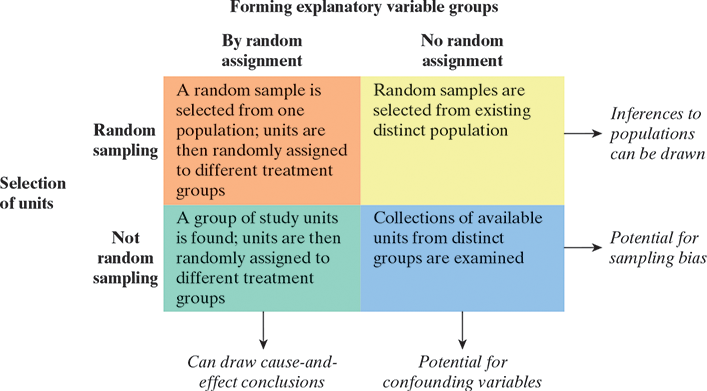 Forming explanatory variable groups
By random
assignment
No random
assignment
Selection
of units
Random
sampling
A random sample is
selected from one
population; units are
then randomly assigned
to different treatment
groups
Random samples are
selected from existing
distinct population
Inferences to
populations
can be drawn
Not
random
sampling
A group of study units
is found; units are then
randomly assigned to
different treatment
groups
Collections of available
units from distinct
groups are examined
Potential for
sampling bias
Can draw cause-and-
effect conclusions
Potential for
confounding variables